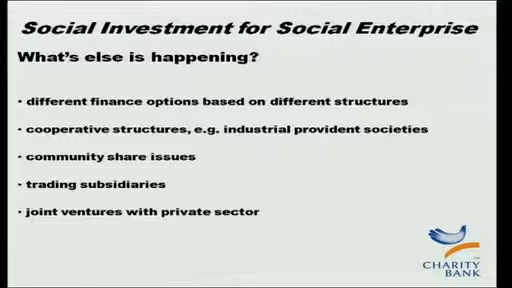 Social Investment for Social Enterprise
What's else is happening?
• different finance options based on different structures
• cooperative structures, e.g. industrial provident societies
• community share issues
• trading subsidiaries
• joint ventures with private sector
CHARITY
BANK